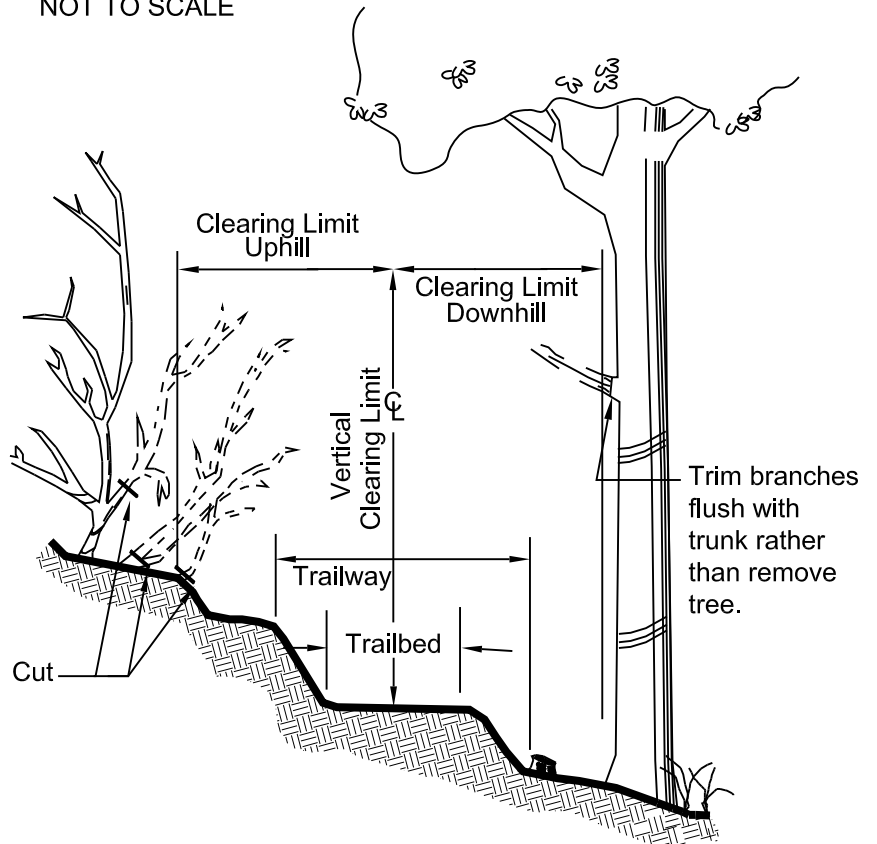 NOT TO SCALE
Clearing Limit
Uphill
Clearing Limit
Downhill
Vertical
Clearing Limit
℄
Trailway
Trailbed
Trim branches
flush with
trunk rather
than remove
tree.
Cut